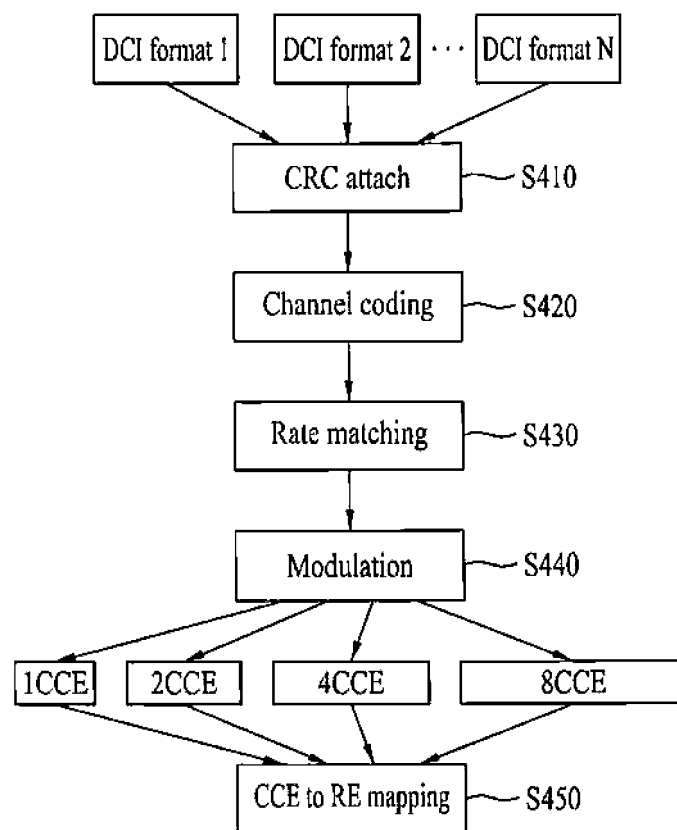 DCI format 1
DCI format 2
...
DCI format N
CRC attach
S410
Channel coding
S420
Rate matching
S430
Modulation
S440
1CCE
2CCE
4CCE
8CCE
CCE to RE mapping
S450